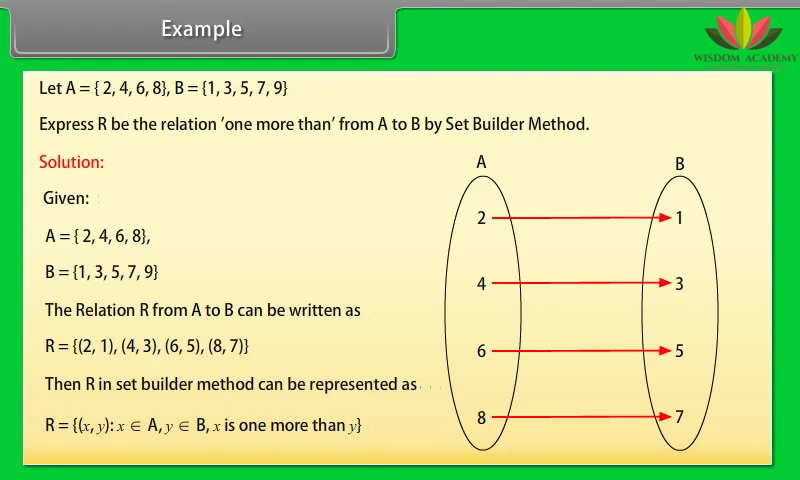 Example
WISDOM ACADEMY
Let A = { 2, 4, 6, 8}, B = {1, 3, 5, 7, 9}
Express R be the relation 'one more than' from A to B by Set Builder Method.
Solution:
Given:
A = { 2, 4, 6, 8},
B = {1, 3, 5, 7, 9}
The Relation R from A to B can be written as
R = {(2, 1), (4, 3), (6, 5), (8, 7)}
Then R in set builder method can be represented as
R = {(x, y): x ∈ A, y ∈ B, x is one more than y}
A B
2 1
4 3
6 5
8 7